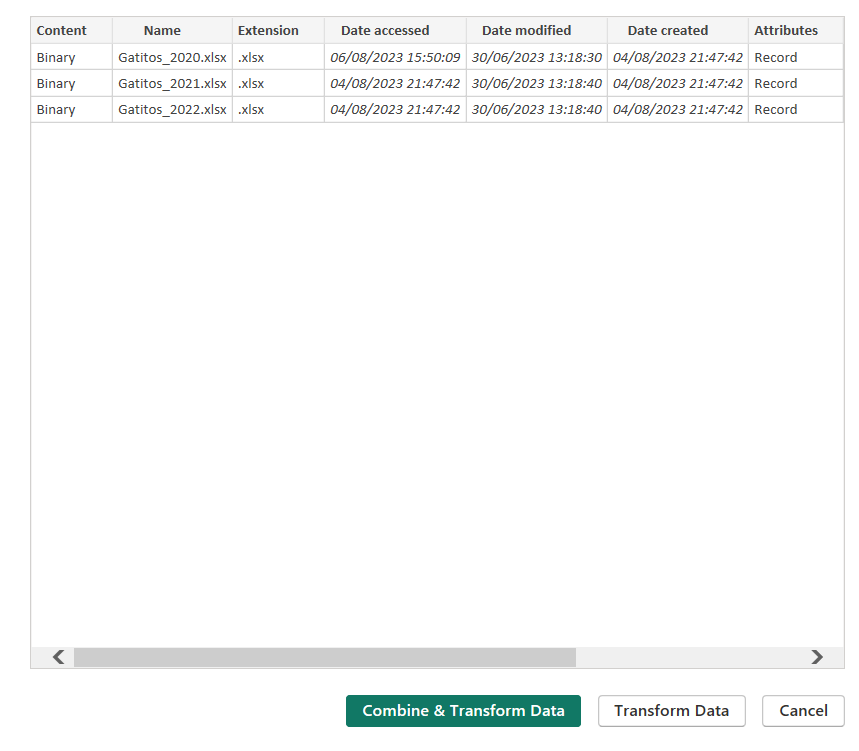 Content Name Extension Date accessed Date modified Date created Attributes
Binary Gatitos_2020.xlsx .xlsx 06/08/2023 15:50:09 30/06/2023 13:18:30 04/08/2023 21:47:42 Record
Binary Gatitos_2021.xlsx .xlsx 04/08/2023 21:47:42 30/06/2023 13:18:40 04/08/2023 21:47:42 Record
Binary Gatitos_2022.xlsx .xlsx 04/08/2023 21:47:42 30/06/2023 13:18:40 04/08/2023 21:47:42 Record
Combine & Transform Data Transform Data Cancel